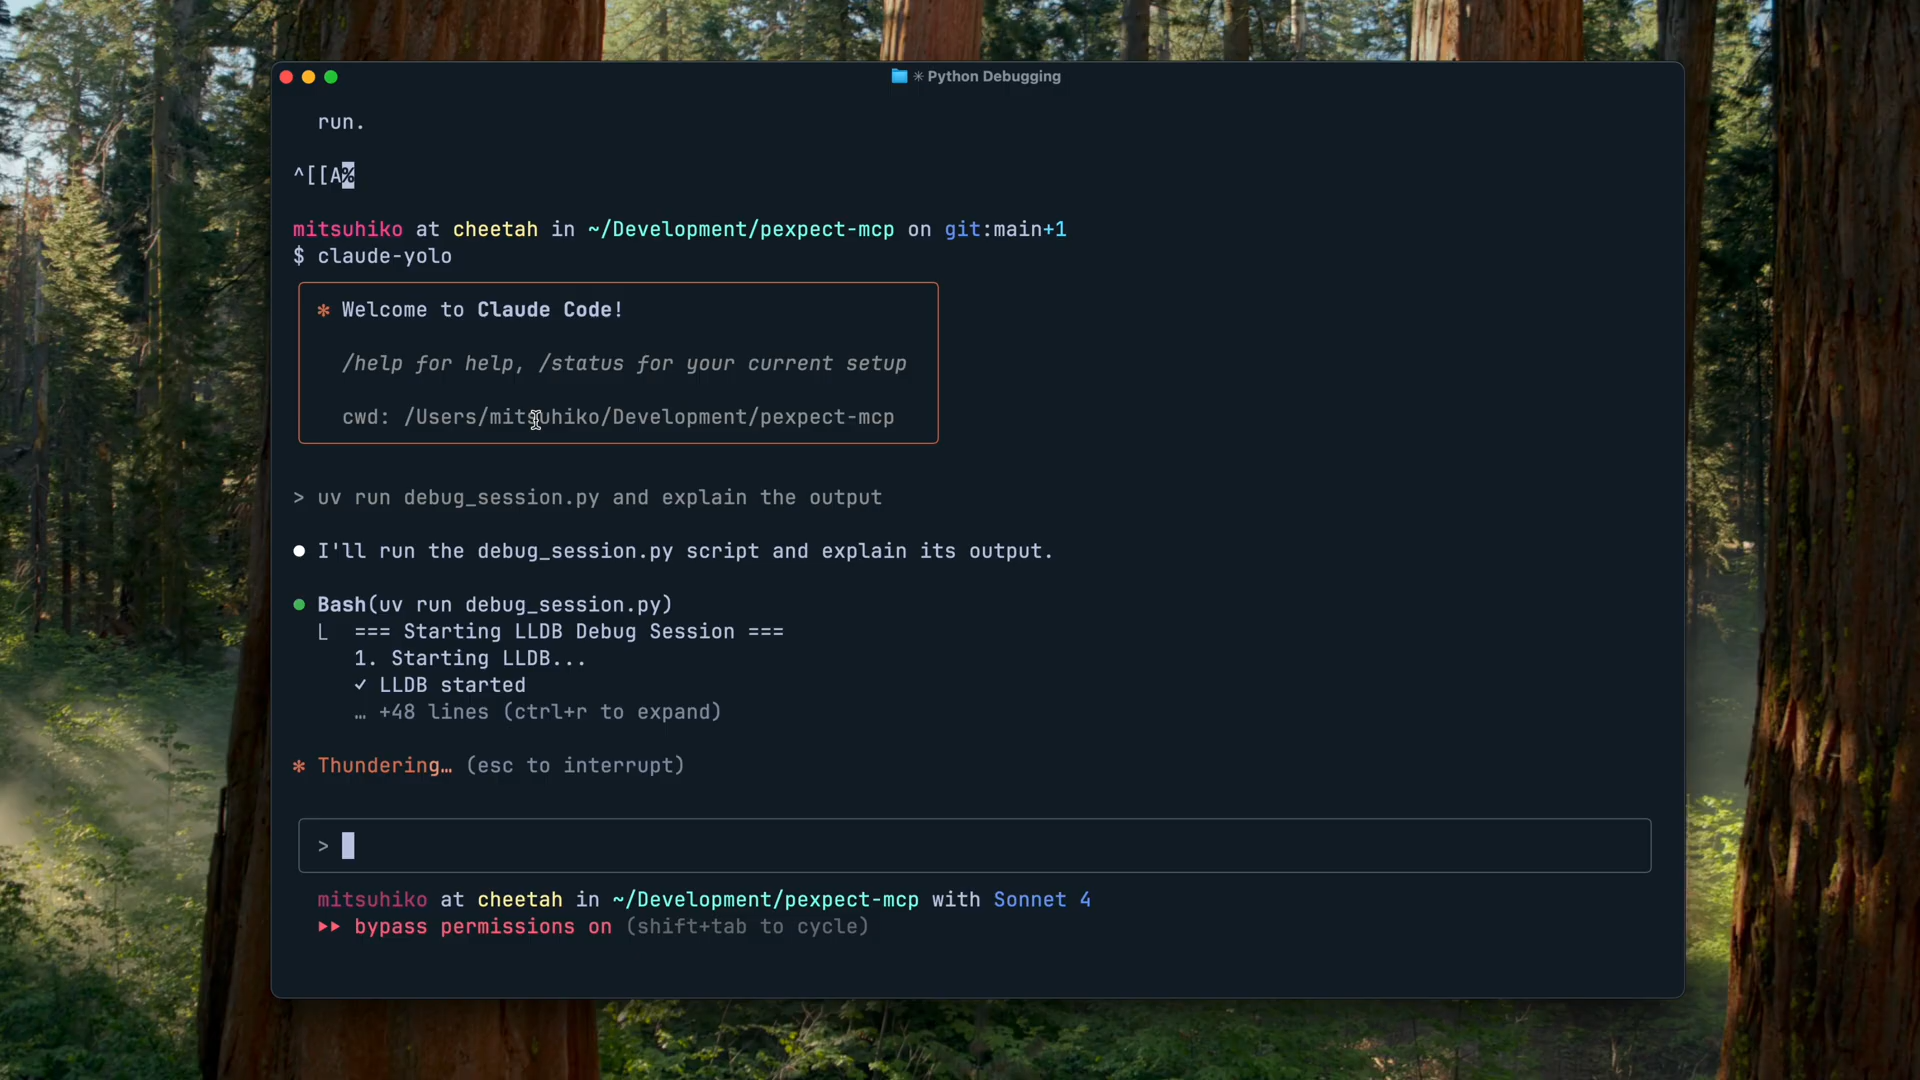 ✳ Python Debugging
run.
^[[A%
mitsuhiko at cheetah in ~/Development/pexpect-mcp on git:main+1
$ claude-yolo
✻ Welcome to Claude Code!
/help for help, /status for your current setup
cwd: /Users/mitsuhiko/Development/pexpect-mcp
> uv run debug_session.py and explain the output
● I'll run the debug_session.py script and explain its output.
● Bash(uv run debug_session.py)
⎿ === Starting LLDB Debug Session ===
1. Starting LLDB...
✓ LLDB started
… +48 lines (ctrl+r to expand)
✻ Thundering… (esc to interrupt)
>
mitsuhiko at cheetah in ~/Development/pexpect-mcp with Sonnet 4
⏵⏵ bypass permissions on (shift+tab to cycle)